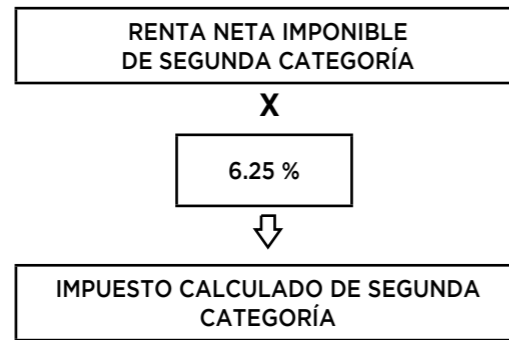 RENTA NETA IMPONIBLE
DE SEGUNDA CATEGORÍA
X
6.25 %
IMPUESTO CALCULADO DE SEGUNDA
CATEGORÍA